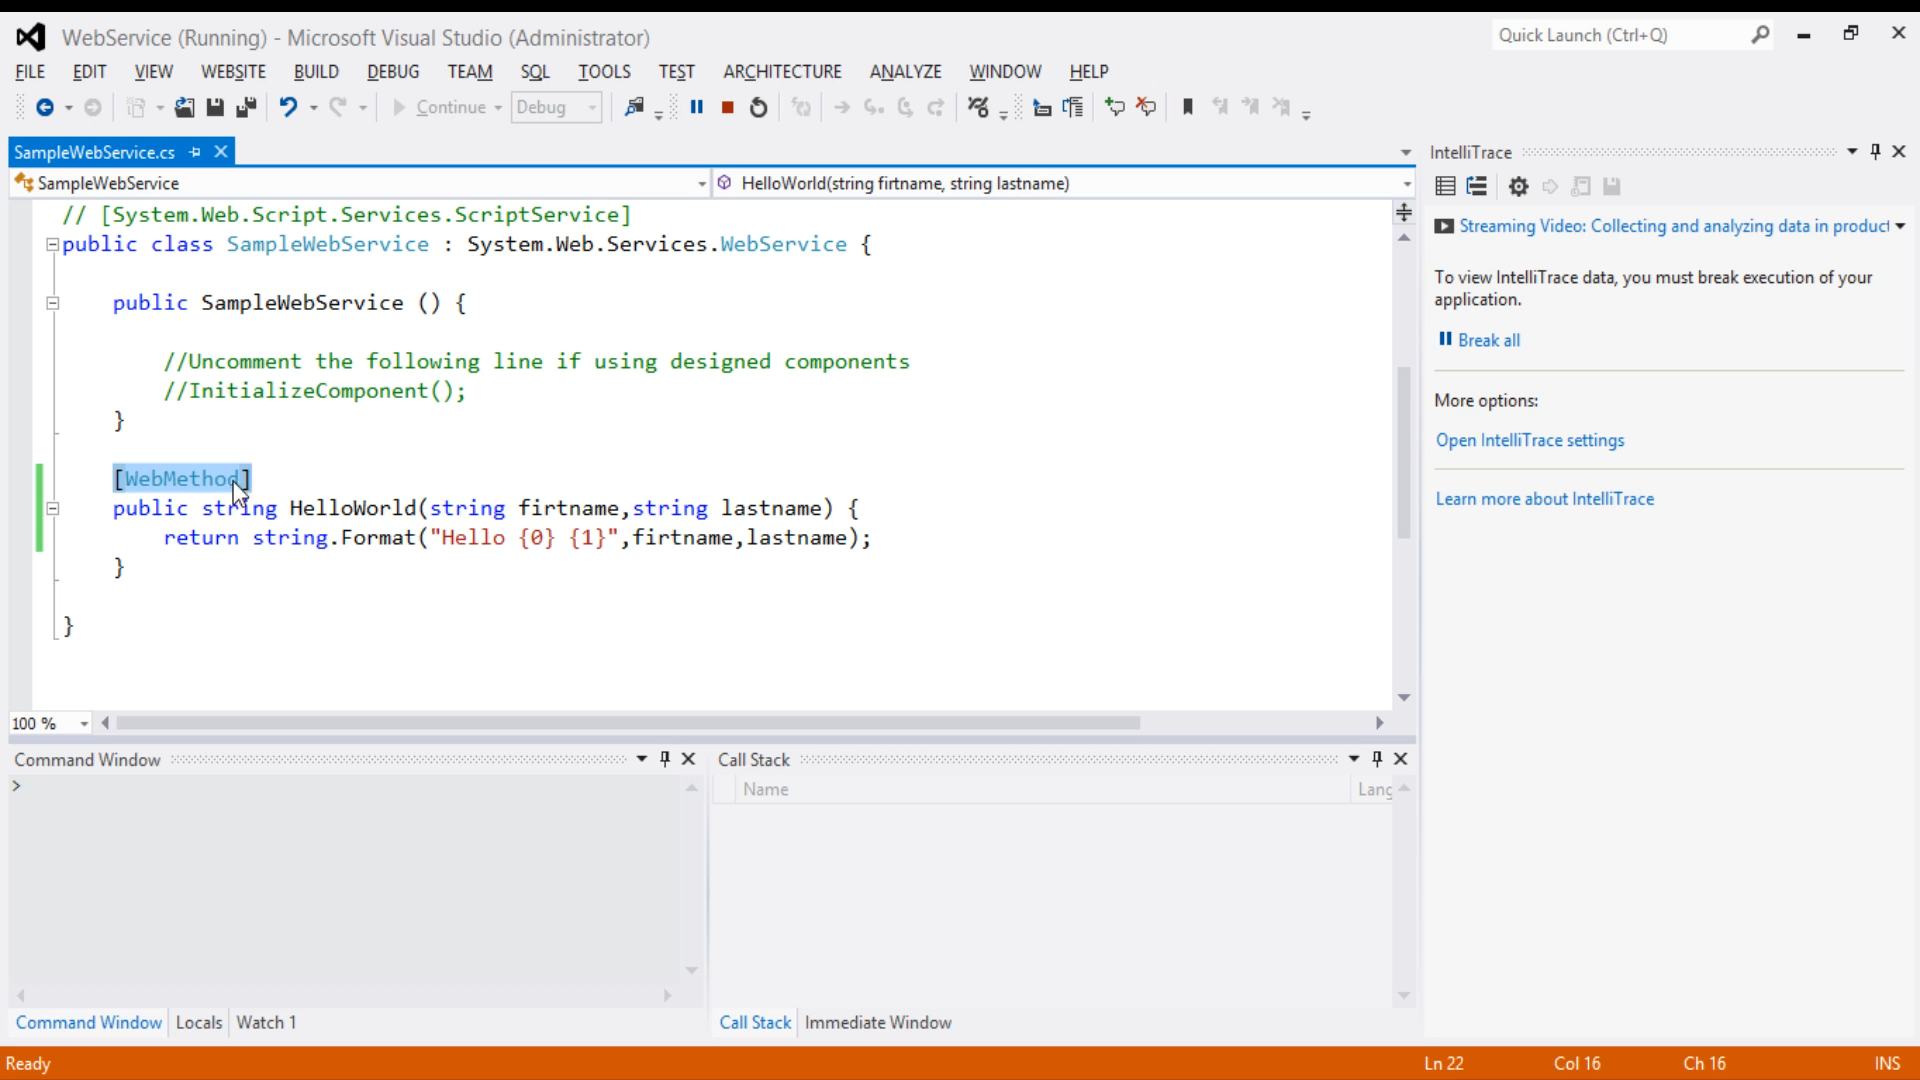 WebService (Running) - Microsoft Visual Studio (Administrator)
Quick Launch (Ctrl+Q)
FILE EDIT VIEW WEBSITE BUILD DEBUG TEAM SQL TOOLS TEST ARCHITECTURE ANALYZE WINDOW HELP
Continue Debug
SampleWebService.cs
SampleWebService
HelloWorld(string firtname, string lastname)
// [System.Web.Script.Services.ScriptService]
public class SampleWebService : System.Web.Services.WebService {
public SampleWebService () {
//Uncomment the following line if using designed components
//InitializeComponent();
}
[WebMethod]
public string HelloWorld(string firtname,string lastname) {
return string.Format("Hello {0} {1}",firtname,lastname);
}
}
100 %
IntelliTrace
Streaming Video: Collecting and analyzing data in product
To view IntelliTrace data, you must break execution of your
application.
Break all
More options:
Open IntelliTrace settings
Learn more about IntelliTrace
Command Window
>
Command Window Locals Watch 1
Call Stack
Name Lang
Call Stack Immediate Window
Ready Ln 22 Col 16 Ch 16 INS